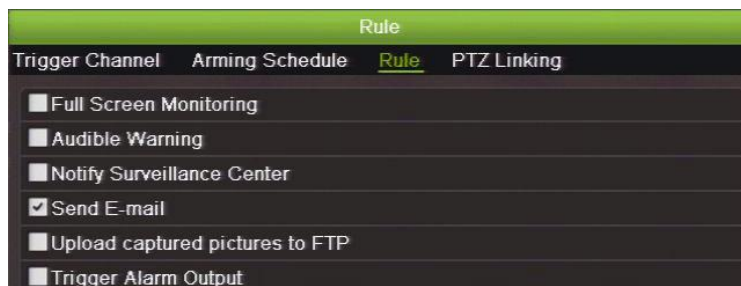 Rule
Trigger Channel Arming Schedule Rule PTZ Linking
Full Screen Monitoring
Audible Warning
Notify Surveillance Center
Send E-mail
Upload captured pictures to FTP
Trigger Alarm Output